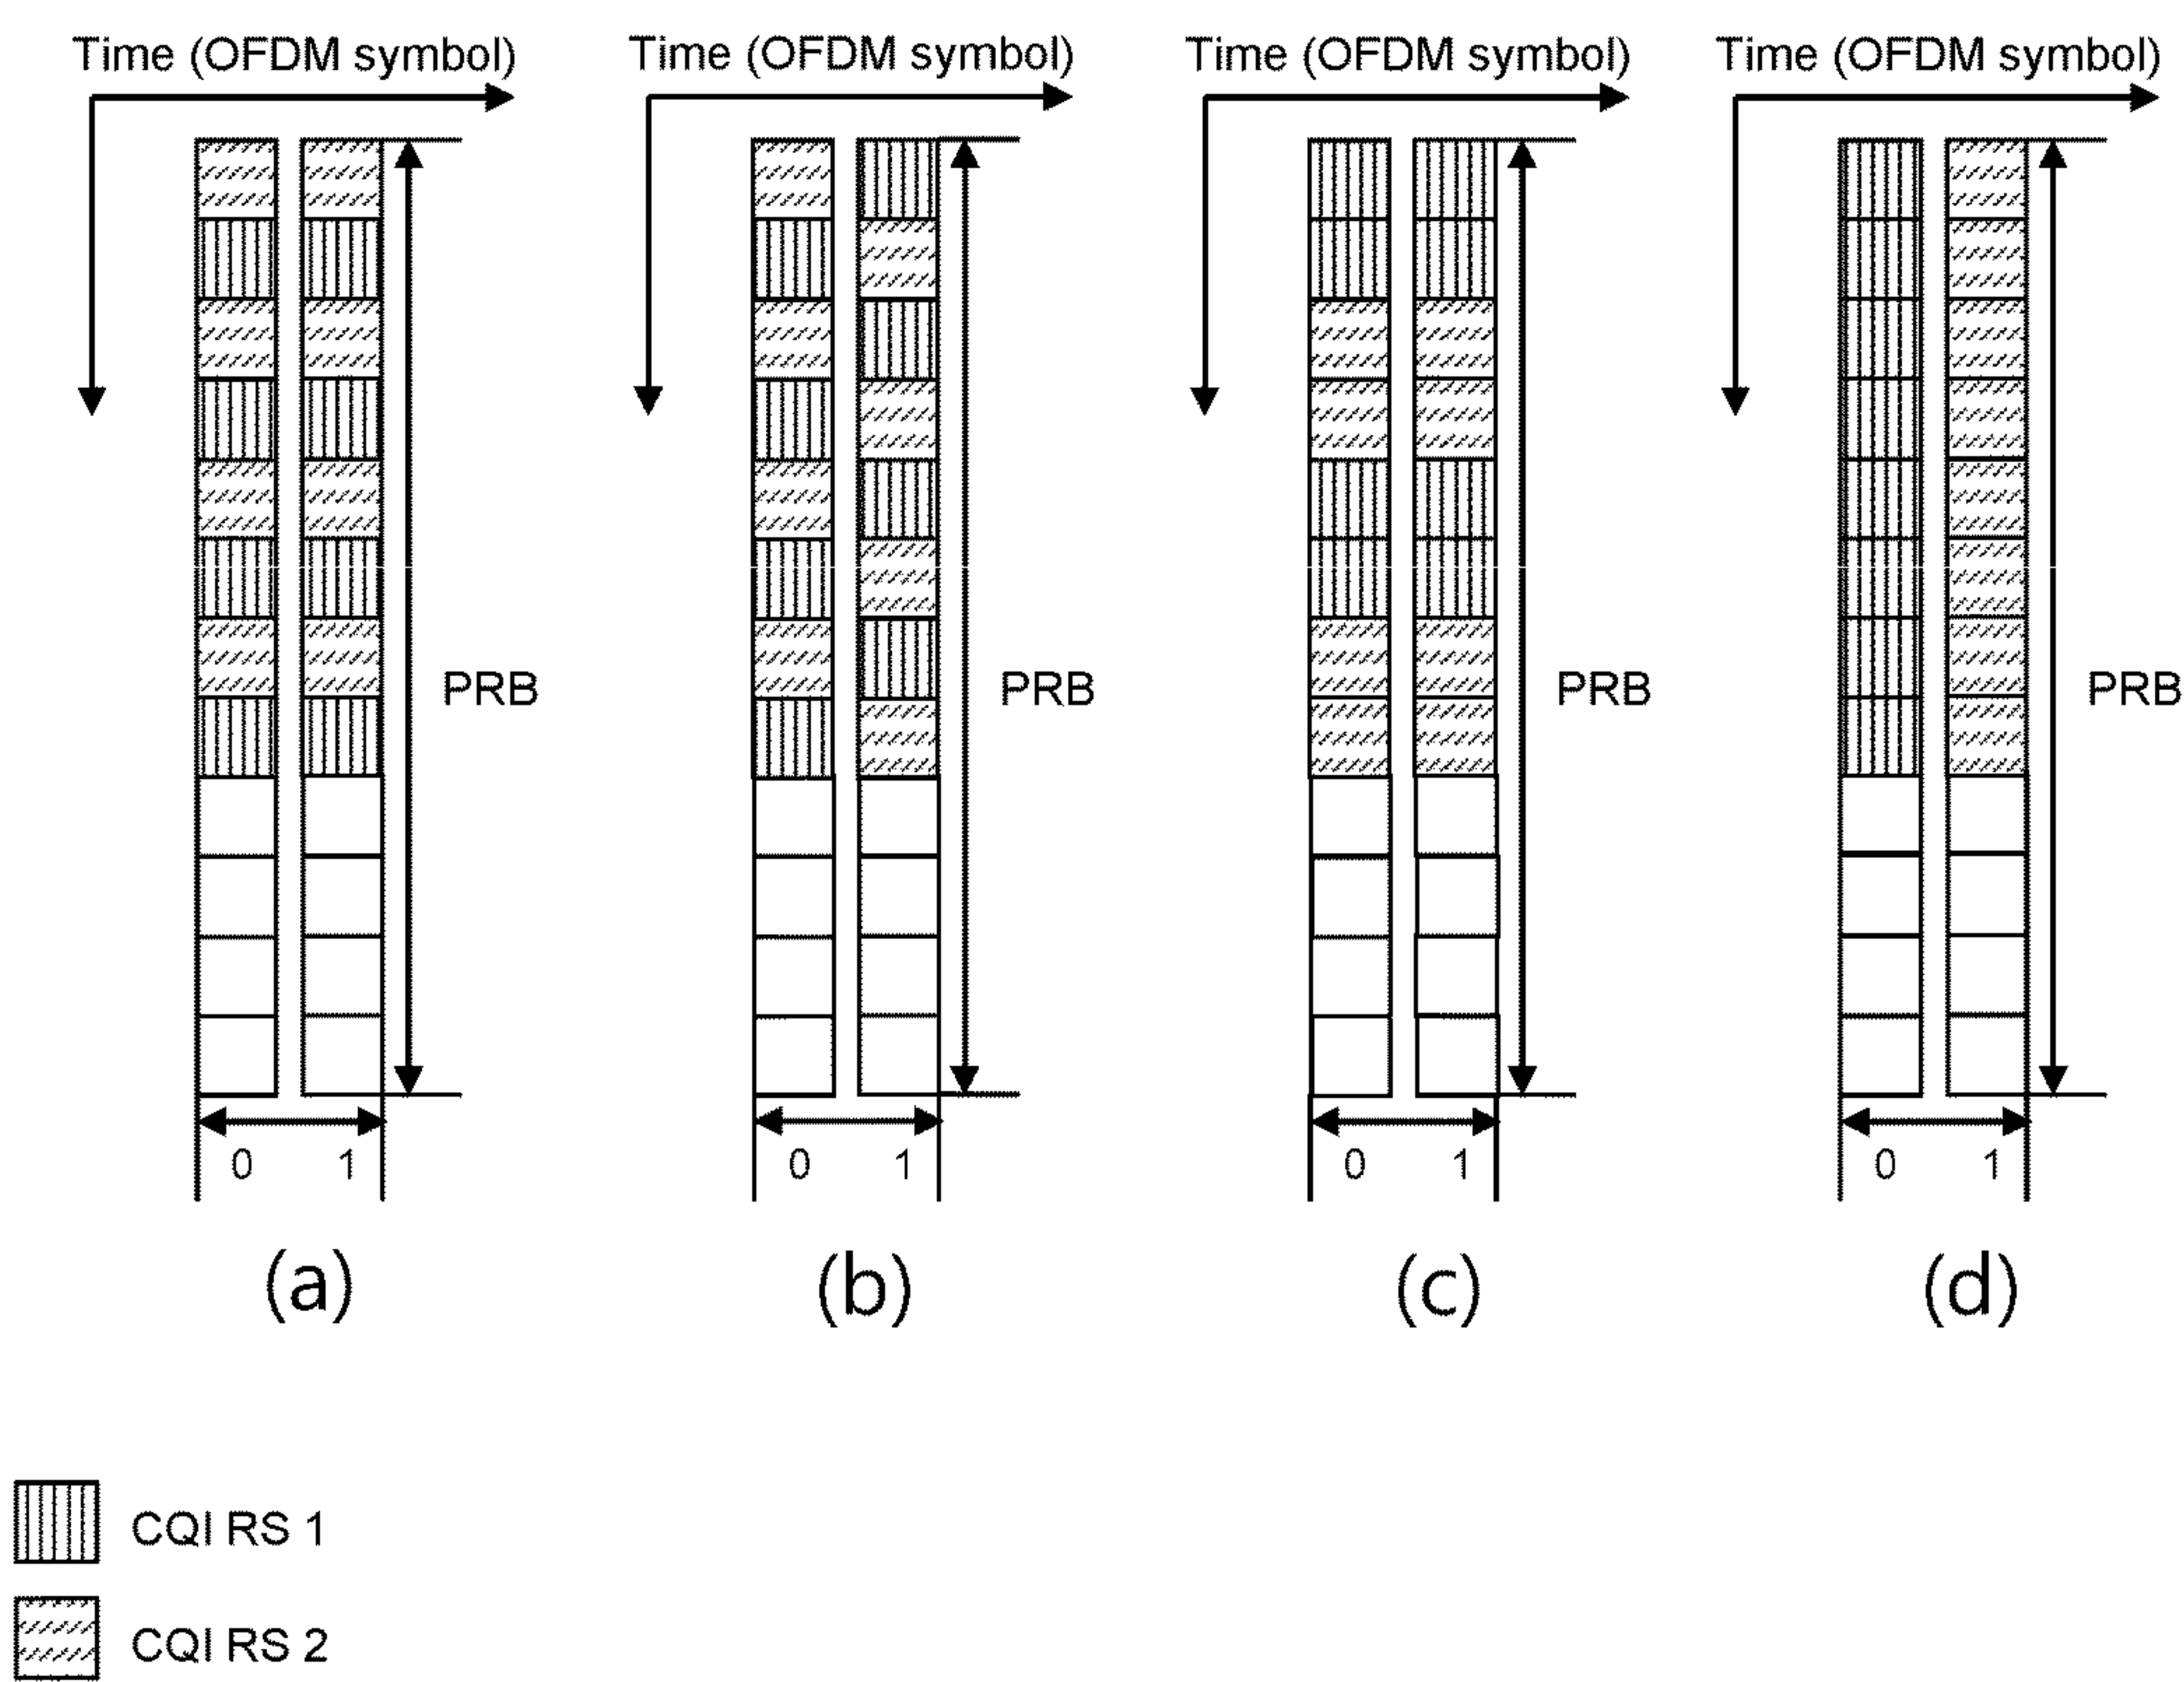 Time (OFDM symbol) Time (OFDM symbol) Time (OFDM symbol) Time (OFDM symbol)
PRB PRB PRB PRB
0 1 0 1 0 1 0 1
(a) (b) (c) (d)
CQI RS 1
CQI RS 2